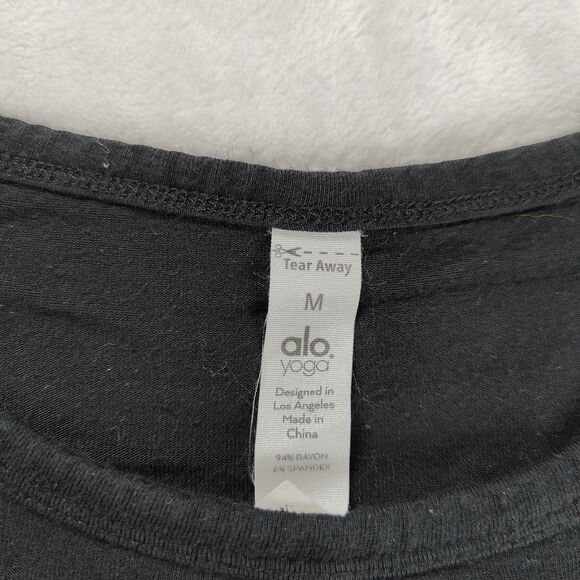 Tear Away
M
alo
yoga
Designed in
Los Angeles
Made in
China
94% RAYON
6% SPANDEX